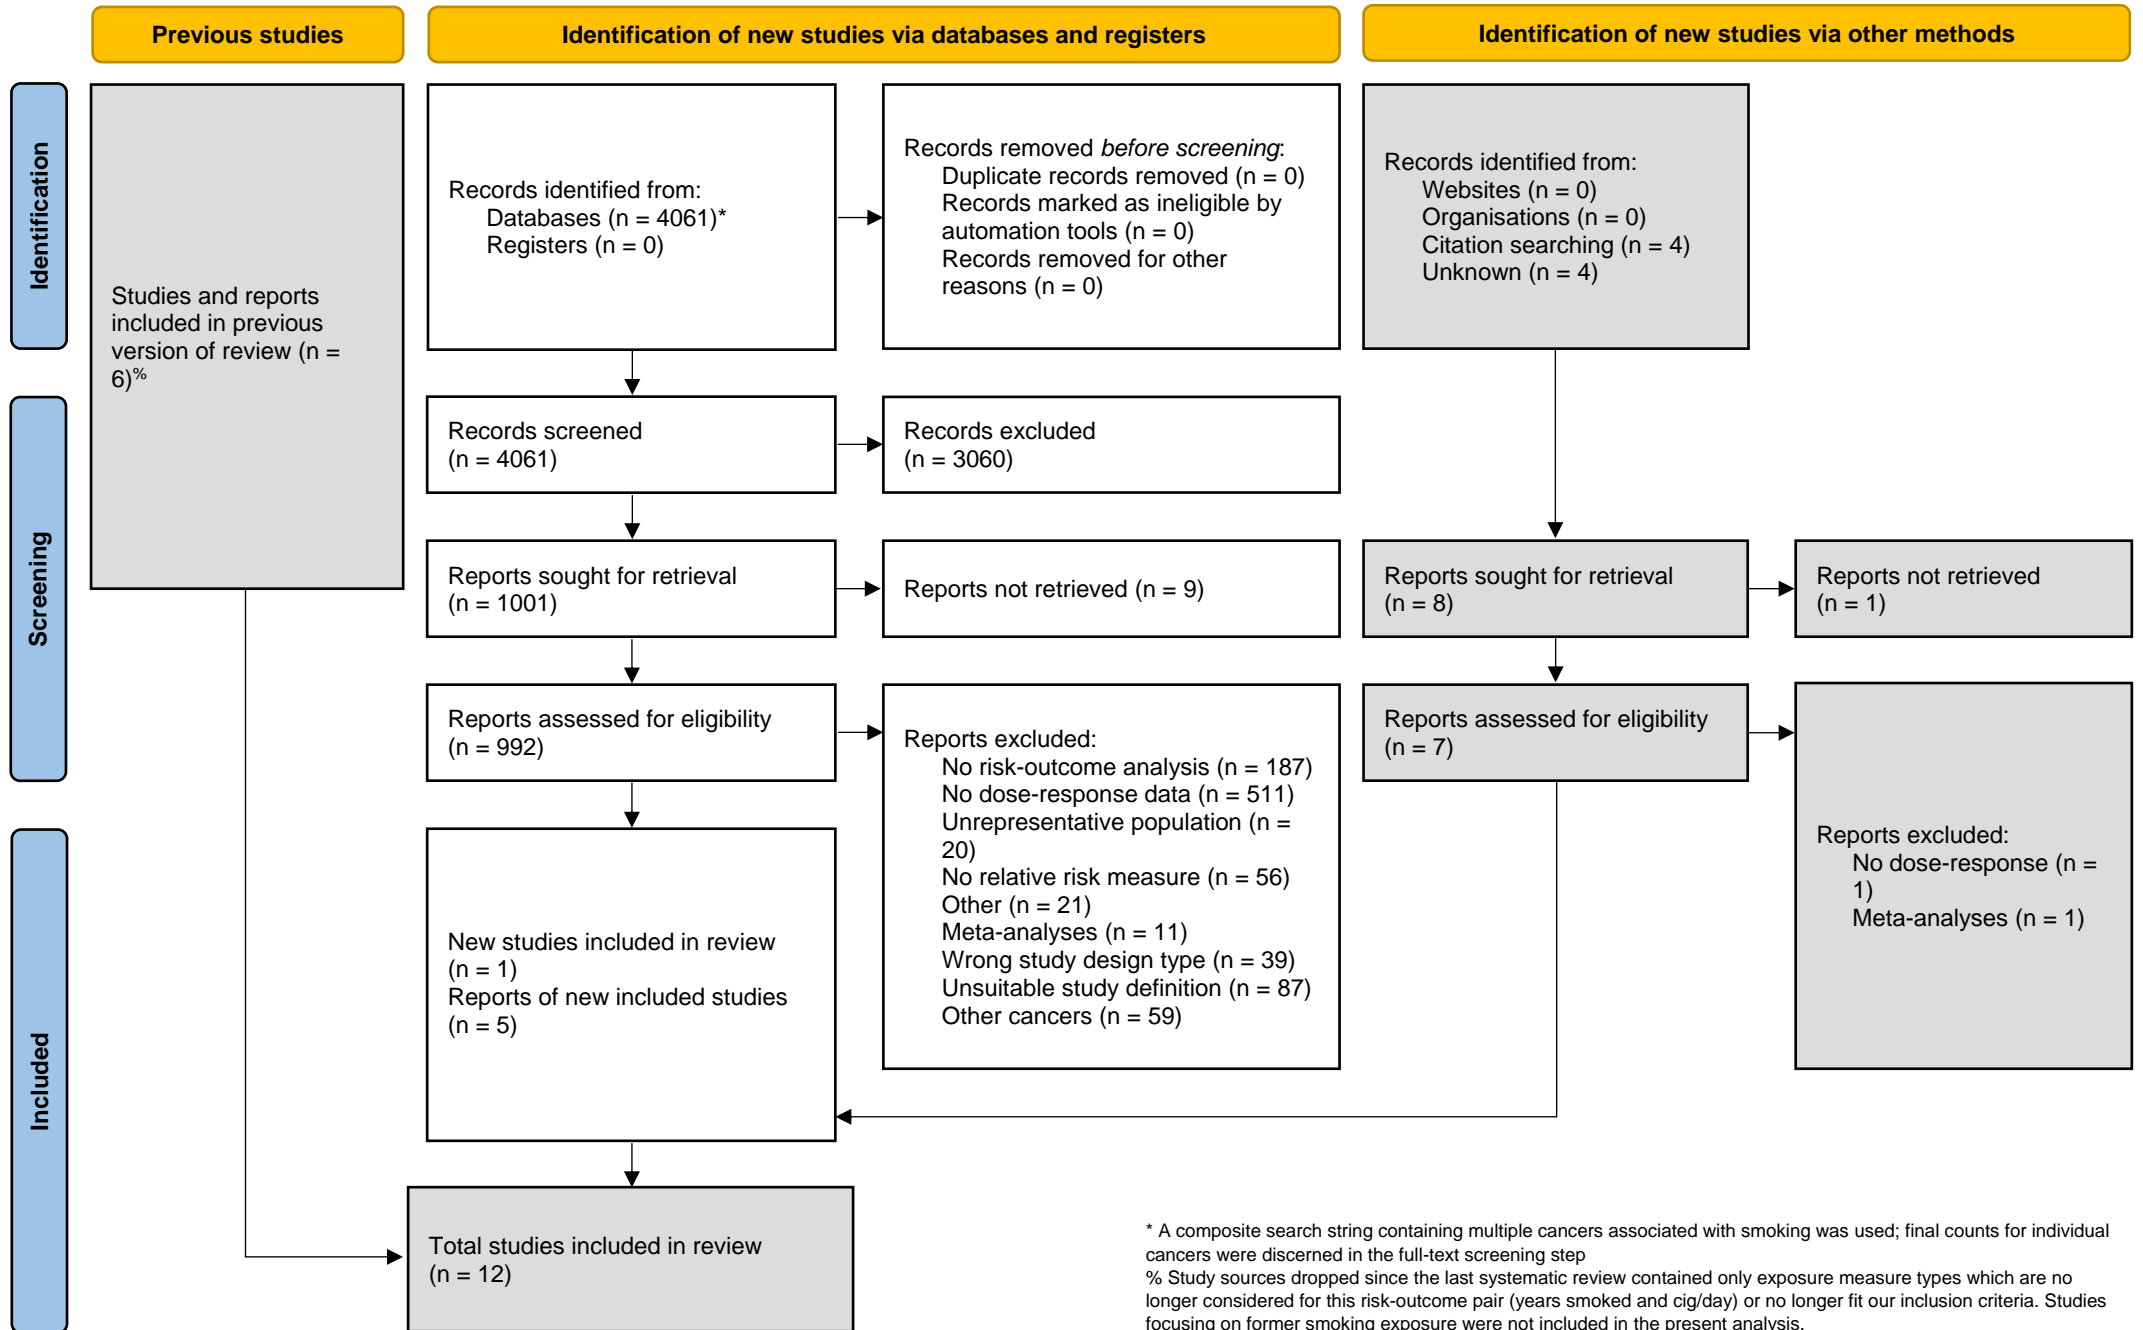 Previous studies
Identification of new studies via databases and registers
Identification of new studies via other methods
Identification
Screening
Included
Studies and reports
included in previous
version of review (n =
6)%
Records identified from:
Databases (n = 4061)*
Registers (n = 0)
Records removed before screening:
Duplicate records removed (n = 0)
Records marked as ineligible by
automation tools (n = 0)
Records removed for other
reasons (n = 0)
Records identified from:
Websites (n = 0)
Organisations (n = 0)
Citation searching (n = 4)
Unknown (n = 4)
Records screened
(n = 4061)
Records excluded
(n = 3060)
Reports sought for retrieval
(n = 1001)
Reports not retrieved (n = 9)
Reports sought for retrieval
(n = 8)
Reports not retrieved
(n = 1)
Reports assessed for eligibility
(n = 992)
Reports excluded:
No risk-outcome analysis (n = 187)
No dose-response data (n = 511)
Unrepresentative population (n =
20)
No relative risk measure (n = 56)
Other (n = 21)
Meta-analyses (n = 11)
Wrong study design type (n = 39)
Unsuitable study definition (n = 87)
Other cancers (n = 59)
Reports assessed for eligibility
(n = 7)
Reports excluded:
No dose-response (n =
1)
Meta-analyses (n = 1)
New studies included in review
(n = 1)
Reports of new included studies
(n = 5)
Total studies included in review
(n = 12)
* A composite search string containing multiple cancers associated with smoking was used; final counts for individual
cancers were discerned in the full-text screening step
% Study sources dropped since the last systematic review contained only exposure measure types which are no
longer considered for this risk-outcome pair (years smoked and cig/day) or no longer fit our inclusion criteria. Studies
focusing on former smoking exposure were not included in the present analysis.